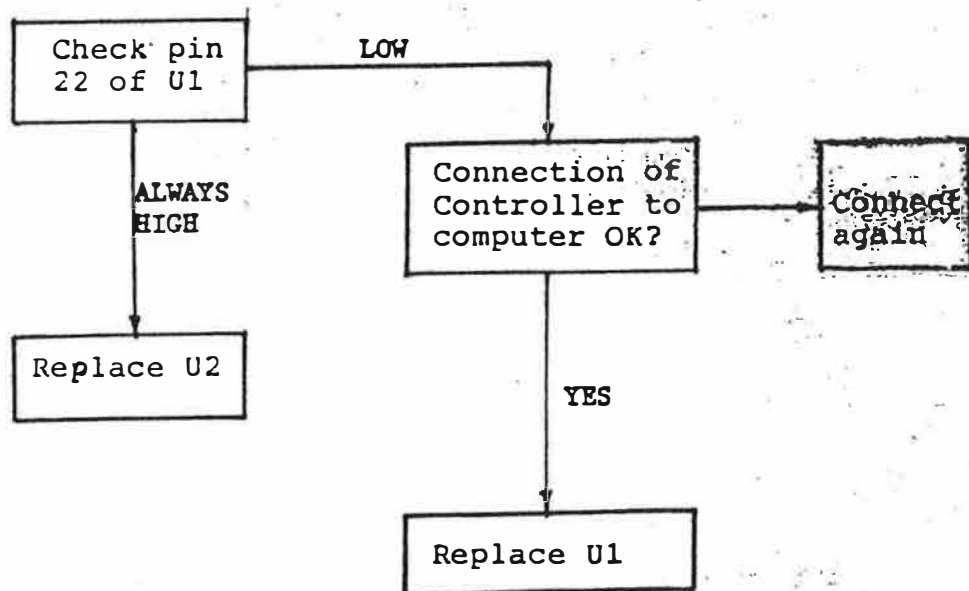 Check pin
22 of U1
LOW
ALWAYS
HIGH
Connection of
Controller to
computer OK?
Connect
again
Replace U2
YES
Replace U1